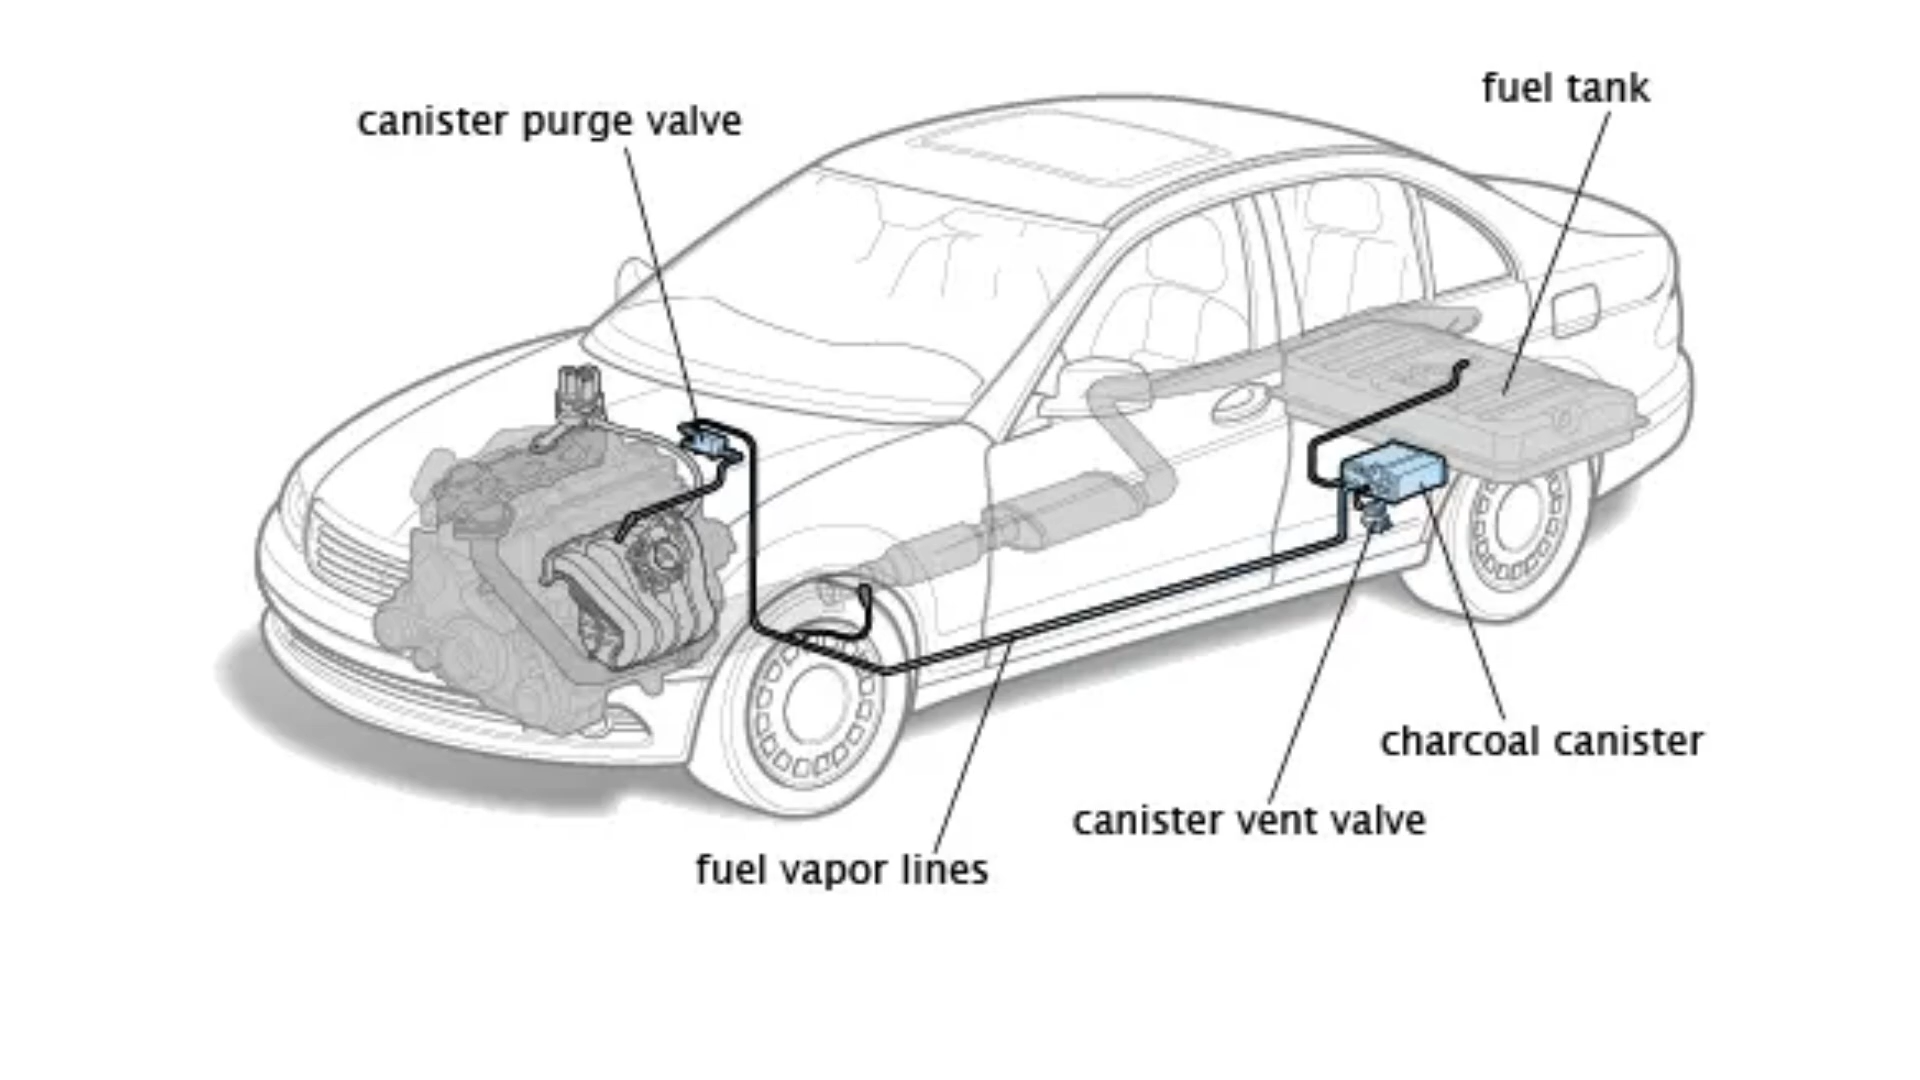 fuel tank
canister purge valve
charcoal canister
canister vent valve
fuel vapor lines